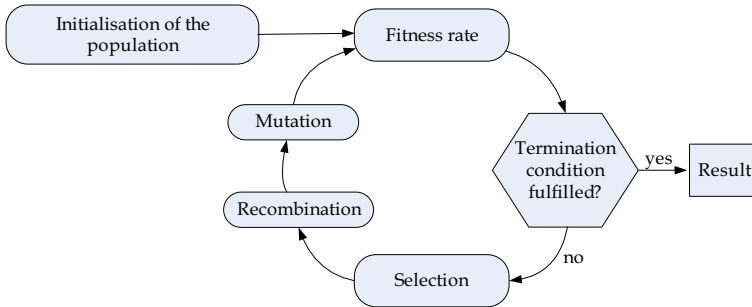 Initialisation of the
population
Fitness rate
Mutation
Termination
condition
fulfilled?
yes
Result
Recombination
no
Selection